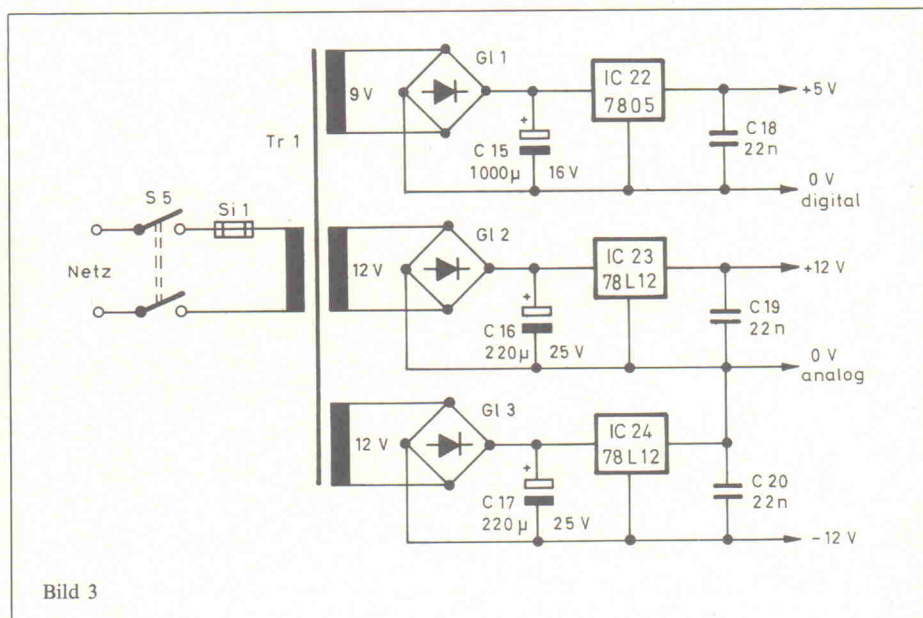 Gl 1
IC 22
7805
+5 V
9 V
Tr 1
+
C 15
1000µ 16 V
C 18
22n
0 V
digital
S 5
Si 1
Netz
Gl 2
12 V
IC 23
78L12
+12 V
+
C 16
220µ 25 V
C 19
22n
0 V
analog
Gl 3
12 V
IC 24
78L12
+
C 17
220µ 25 V
C 20
22n
-12 V
Bild 3